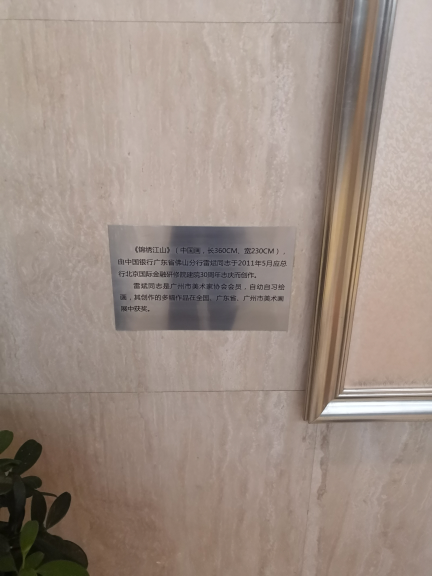 《锦绣江山》（中国画，长360CM、宽230CM），
由中国银行广东省佛山分行雷斌同志于2011年5月应总
行北京国际金融研修院建院30周年志庆而创作。
雷斌同志是广州市美术家协会会员，自幼自习绘
画，其创作的多幅作品在全国、广东省、广州市美术画
展中获奖。